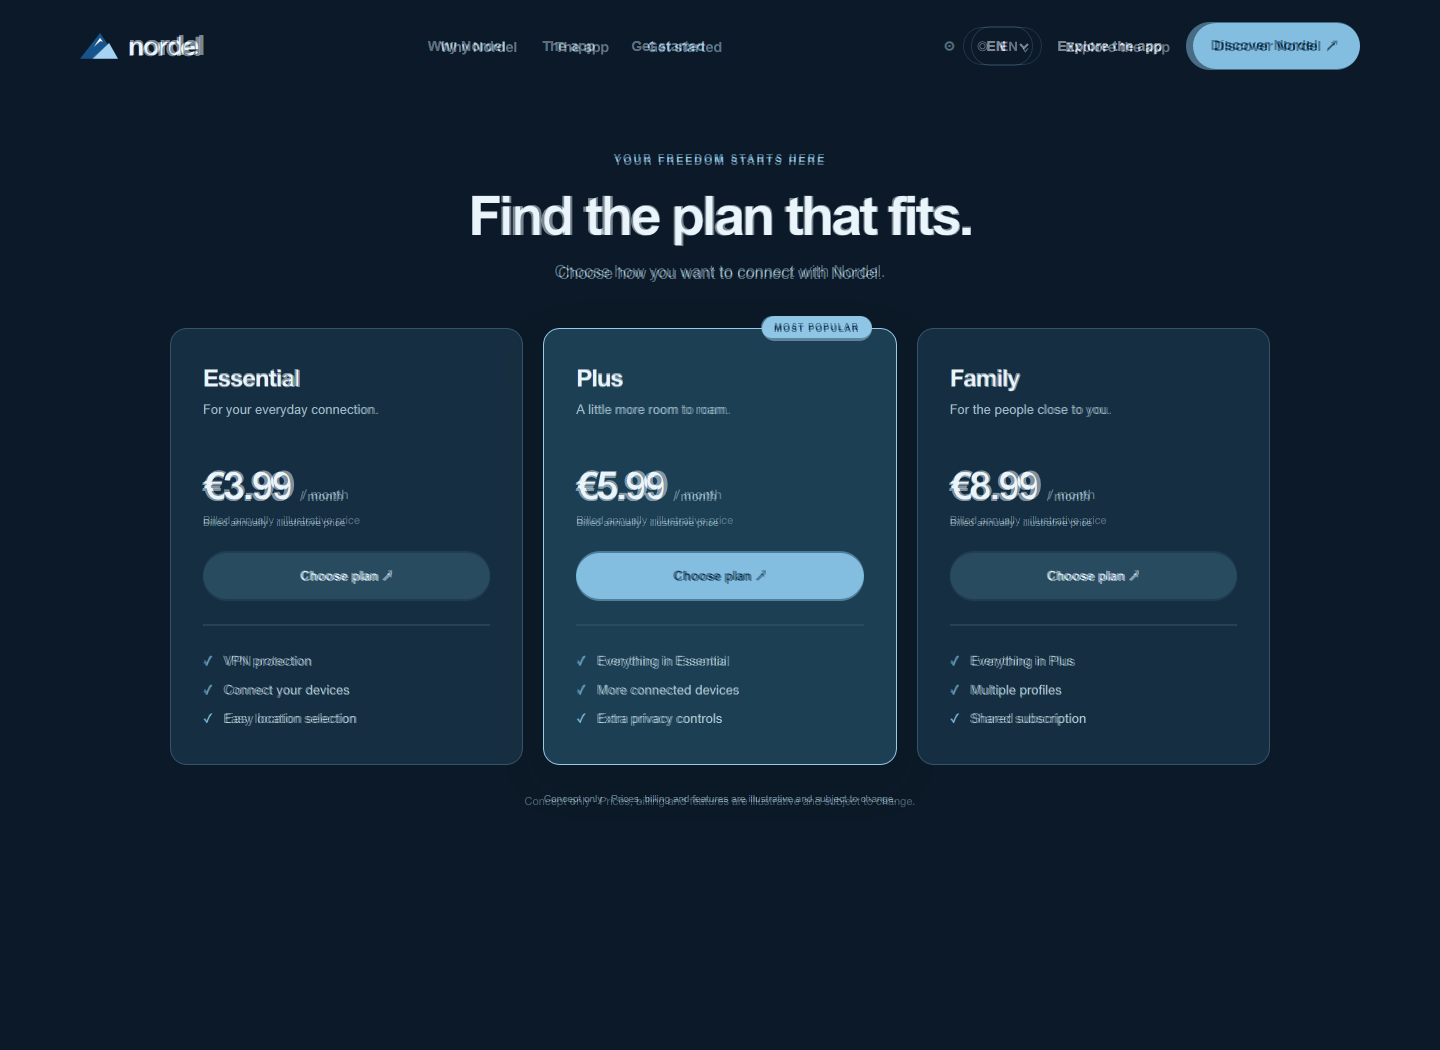 nordel Why Nordel The app Get started EN Explore the app Discover Nordel ↗
YOUR FREEDOM STARTS HERE
Find the plan that fits.
Choose how you want to connect with Nordel.
MOST POPULAR
Essential
For your everyday connection.
€3.99 / month
Billed annually · illustrative price
Choose plan ↗
✓ VPN protection
✓ Connect your devices
✓ Easy location selection
Plus
A little more room to roam.
€5.99 / month
Billed annually · illustrative price
Choose plan ↗
✓ Everything in Essential
✓ More connected devices
✓ Extra privacy controls
Family
For the people close to you.
€8.99 / month
Billed annually · illustrative price
Choose plan ↗
✓ Everything in Plus
✓ Multiple profiles
✓ Shared subscription
Concept only · Prices, billing and features are illustrative and subject to change.